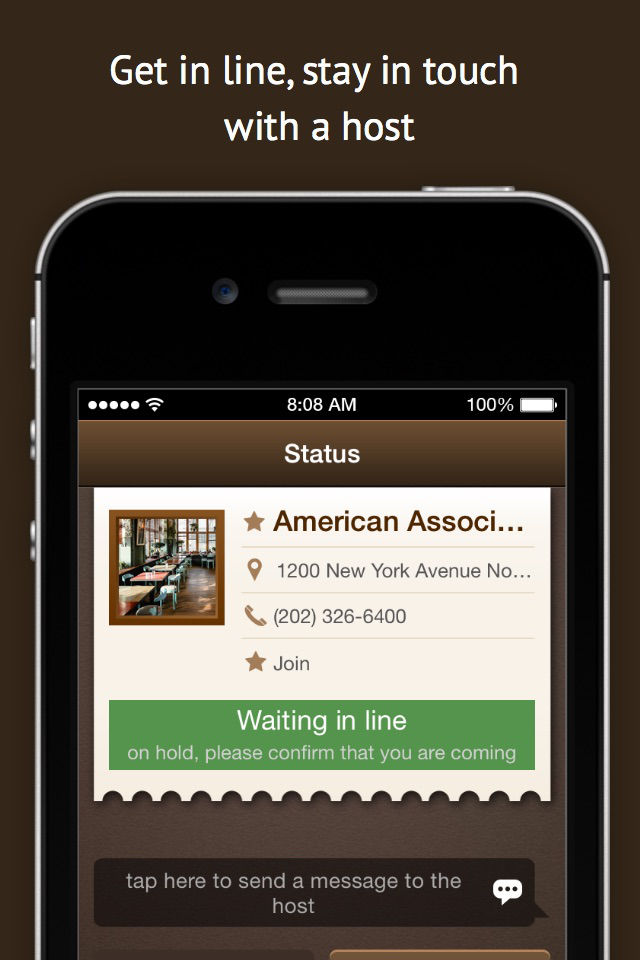 Get in line, stay in touch
with a host
8:08 AM
100%
Status
American Associ...
1200 New York Avenue No...
(202) 326-6400
Join
Waiting in line
on hold, please confirm that you are coming
tap here to send a message to the
host